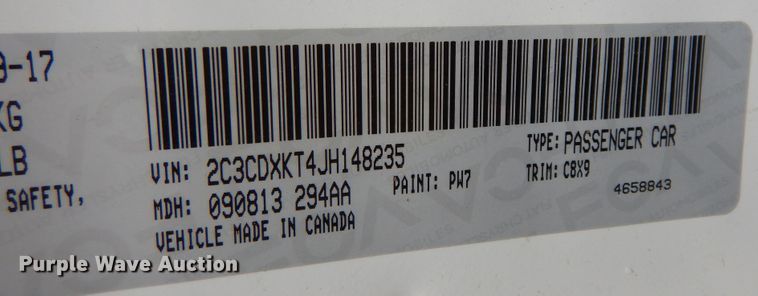 -17
KG
LB
SAFETY,
VIN: 2C3CDXKT4JH148235
TYPE: PASSENGER CAR
MDH: 090813 294AA
PAINT: PW7
TRIM: C8X9
4658843
VEHICLE MADE IN CANADA
Purple Wave Auction